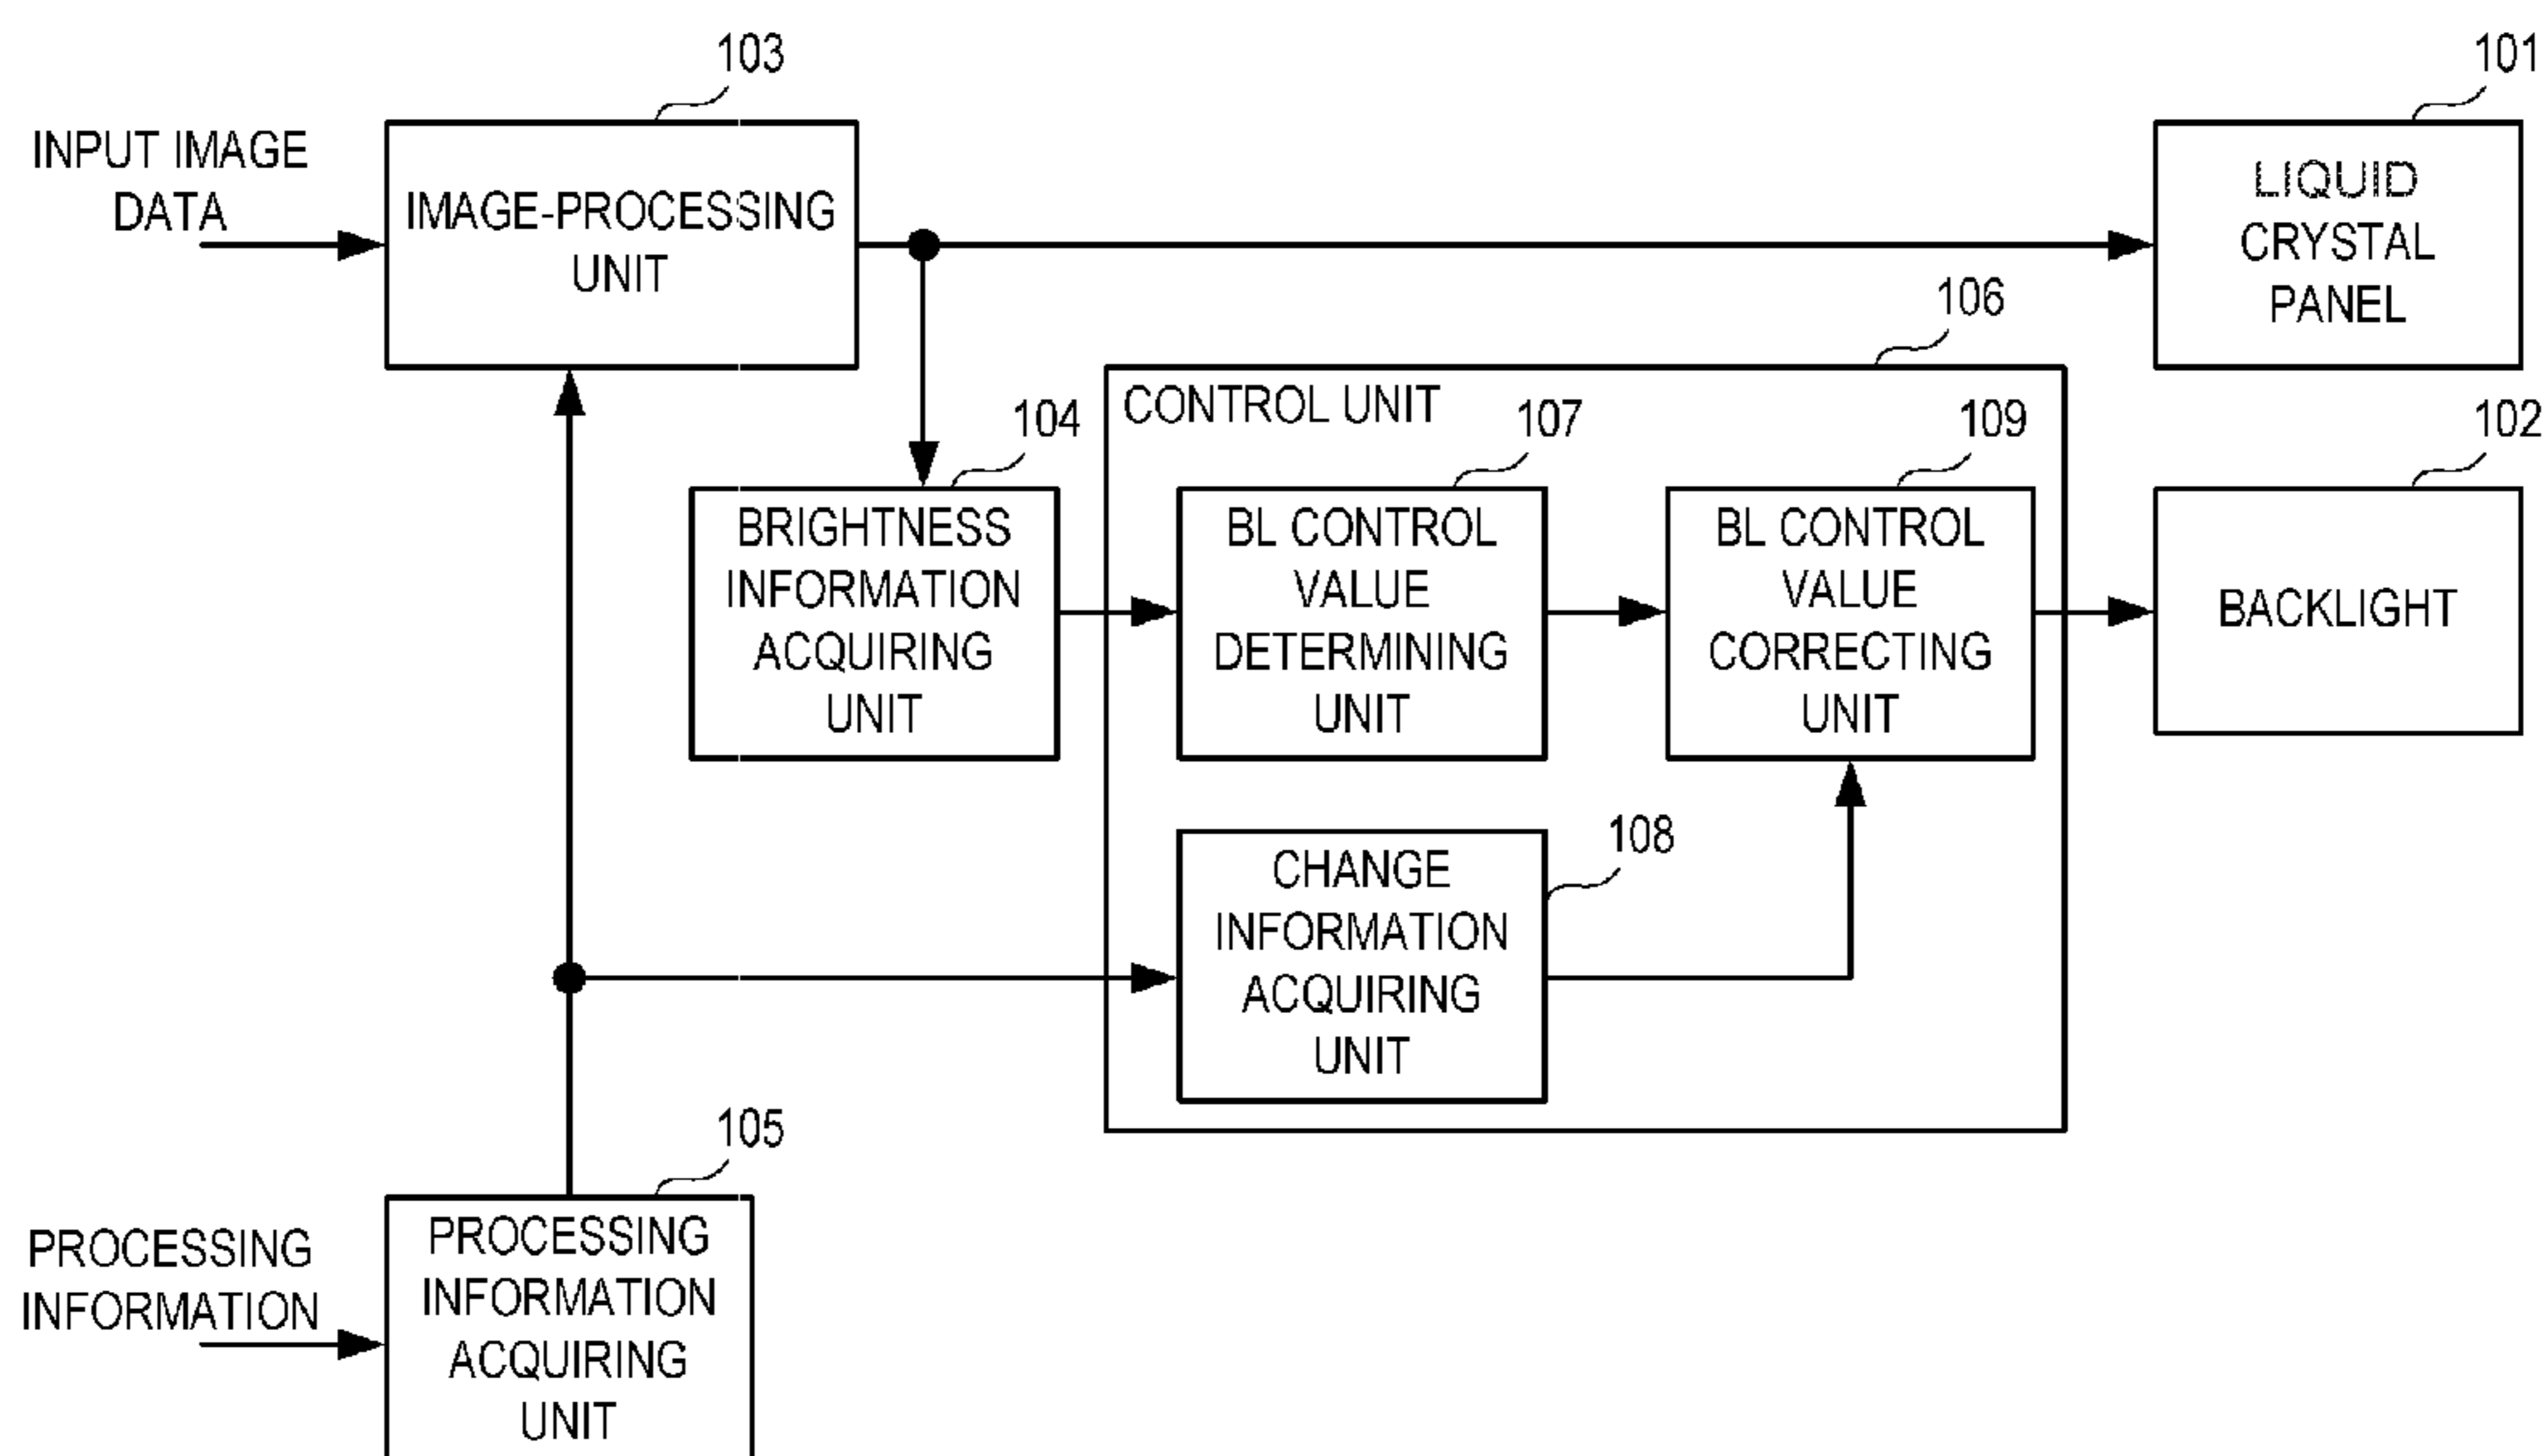 103
101
INPUT IMAGE
DATA
IMAGE-PROCESSING
UNIT
LIQUID
CRYSTAL
PANEL
106
CONTROL UNIT
104
107
109
102
BRIGHTNESS
INFORMATION
ACQUIRING
UNIT
BL CONTROL
VALUE
DETERMINING
UNIT
BL CONTROL
VALUE
CORRECTING
UNIT
BACKLIGHT
108
CHANGE
INFORMATION
ACQUIRING
UNIT
105
PROCESSING
INFORMATION
PROCESSING
INFORMATION
ACQUIRING
UNIT